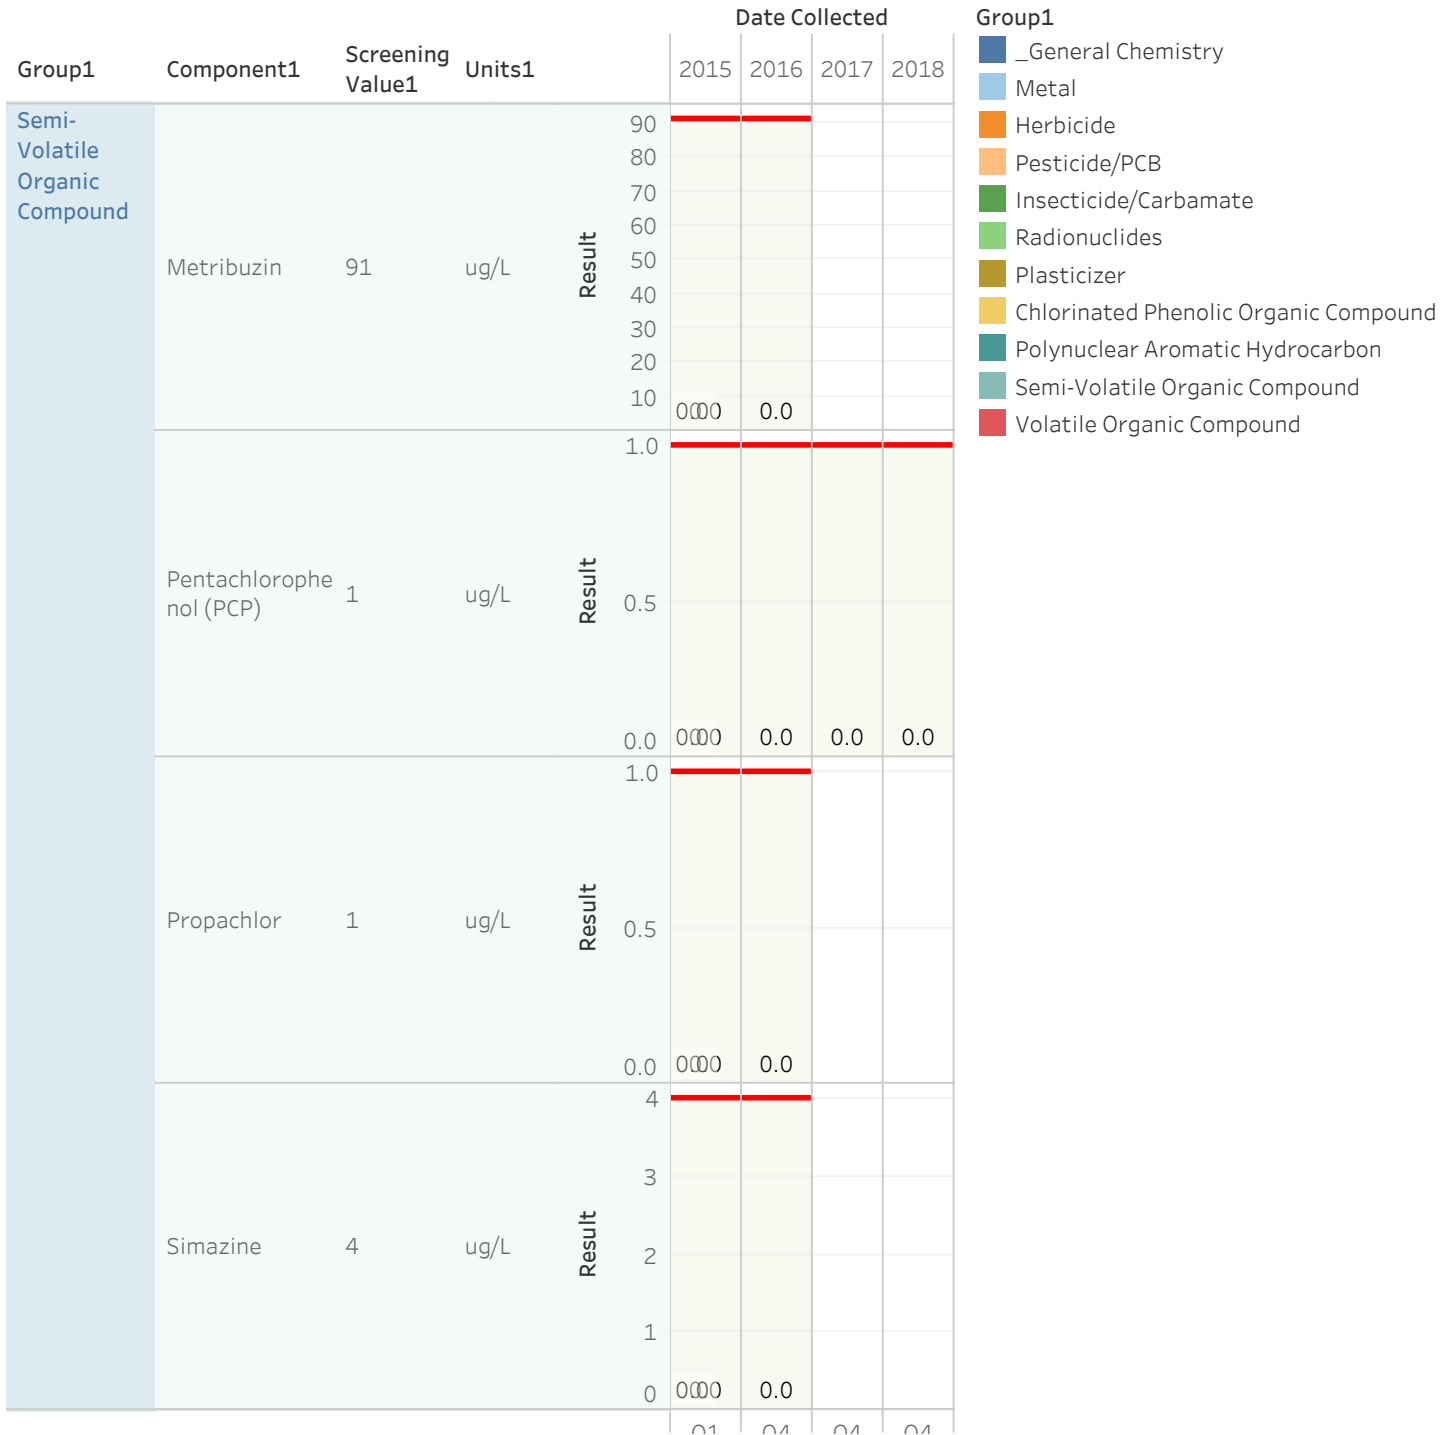 Date Collected
Group1
Component1
Screening
Value1
Units1
2015
2016
2017
2018
Semi-
Volatile
Organic
Compound
Metribuzin
91
ug/L
Result
90
80
70
60
50
40
30
20
10
0.0
Pentachlorophe
nol (PCP)
1
ug/L
Result
1.0
0.5
0.0
0.0
0.0
0.0
Propachlor
1
ug/L
Result
1.0
0.5
0.0
0.0
Simazine
4
ug/L
Result
4
3
2
1
0
0.0
Group1
_General Chemistry
Metal
Herbicide
Pesticide/PCB
Insecticide/Carbamate
Radionuclides
Plasticizer
Chlorinated Phenolic Organic Compound
Polynuclear Aromatic Hydrocarbon
Semi-Volatile Organic Compound
Volatile Organic Compound